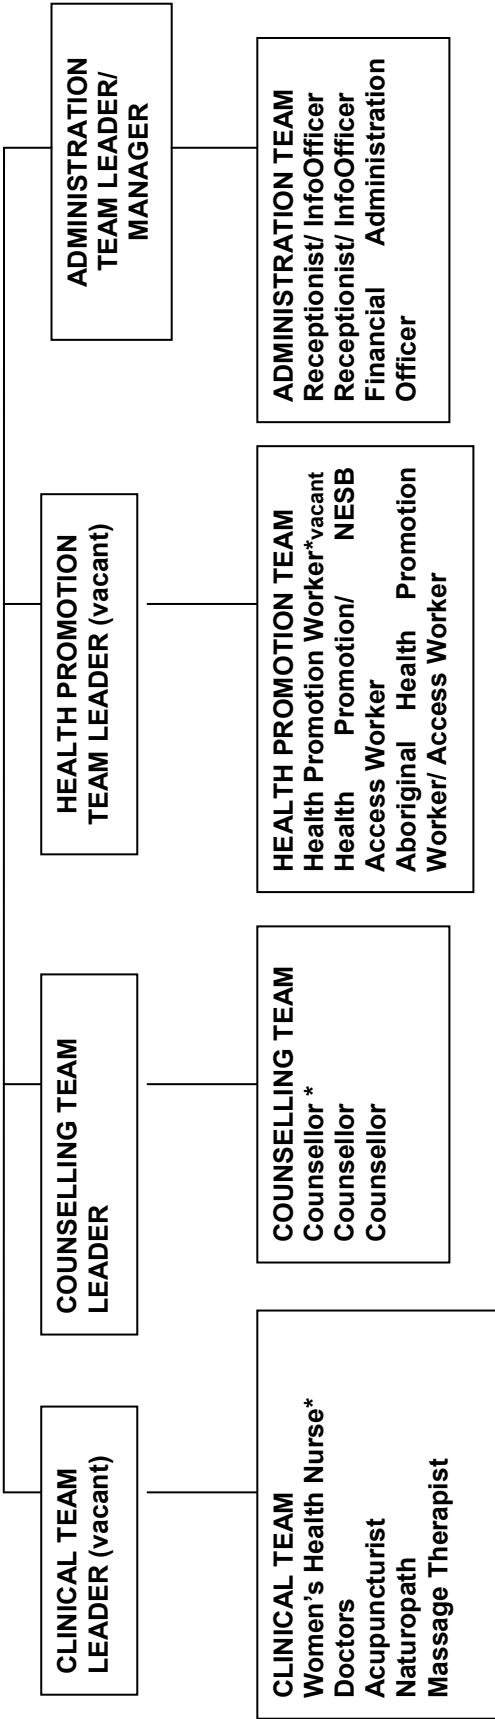 CLINICAL TEAM
LEADER (vacant)
COUNSELLING TEAM
LEADER
HEALTH PROMOTION
TEAM LEADER (vacant)
ADMINISTRATION
TEAM LEADER/
MANAGER
CLINICAL TEAM
Women's Health Nurse*
Doctors
Acupuncturist
Naturopath
Massage Therapist
COUNSELLING TEAM
Counsellor *
Counsellor
Counsellor
HEALTH PROMOTION TEAM
Health Promotion Worker*vacant
Health Promotion/ NESB
Access Worker
Aboriginal Health Promotion
Worker/ Access Worker
ADMINISTRATION TEAM
Receptionist/ InfoOfficer
Receptionist/ InfoOfficer
Financial Administration
Officer